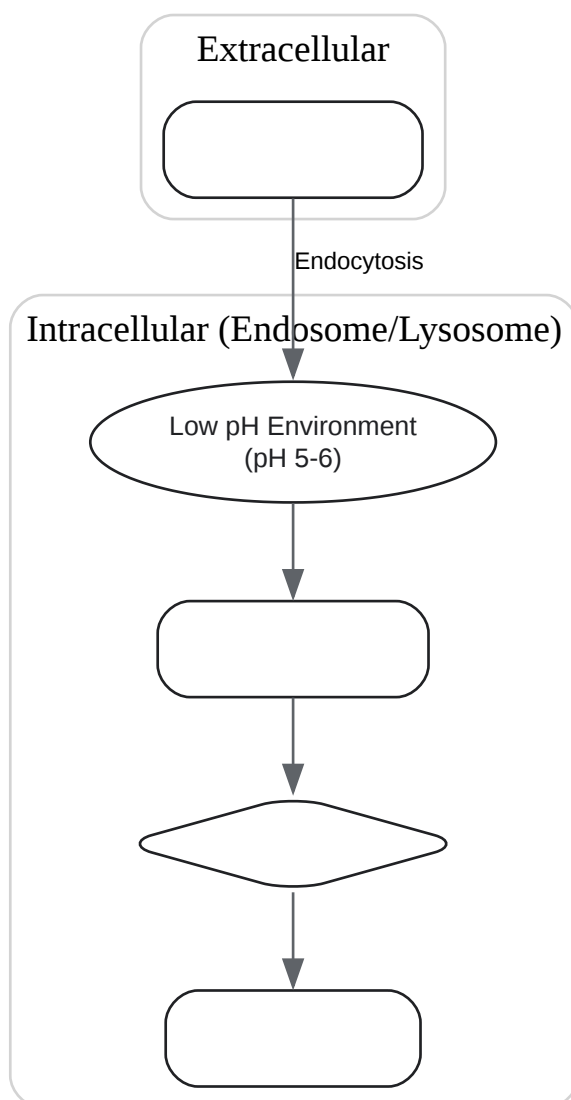 Extracellular
Endocytosis
Intracellular (Endosome/Lysosome)
Low pH Environment
(pH 5-6)